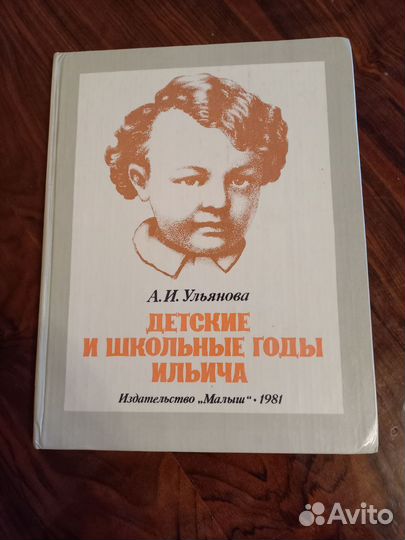 А. И. Ульянова
ДЕТСКИЕ
И ШКОЛЬНЫЕ ГОДЫ
ИЛЬИЧА
Издательство „Малыш“ • 1981
Avito